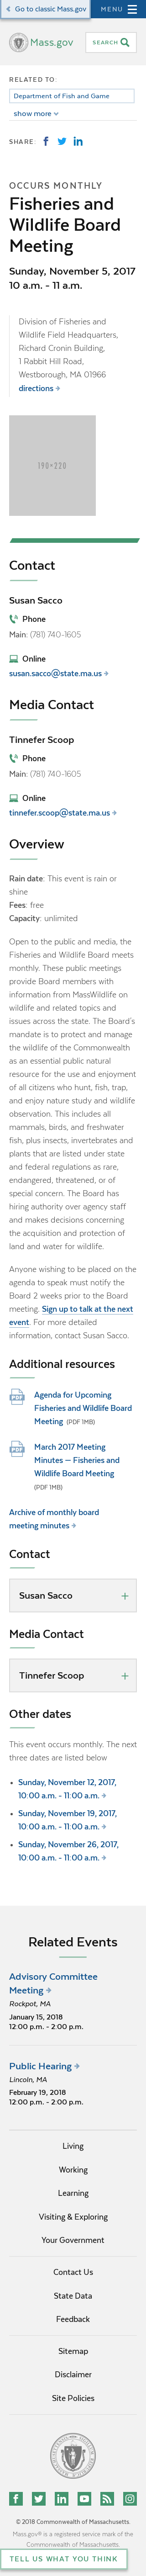 Go to classic Mass.gov
MENU
Mass.gov
SEARCH
RELATED TO:
Department of Fish and Game
show more
SHARE:
OCCURS MONTHLY
Fisheries and
Wildlife Board
Meeting
Sunday, November 5, 2017
10 a.m. - 11 a.m.
Division of Fisheries and
Wildlife Field Headquarters,
Richard Cronin Building,
1 Rabbit Hill Road,
Westborough, MA 01966
directions
190×220
Contact
Susan Sacco
Phone
Main: (781) 740-1605
Online
susan.sacco@state.ma.us
Media Contact
Tinnefer Scoop
Phone
Main: (781) 740-1605
Online
tinnefer.scoop@state.ma.us
Overview
Rain date: This event is rain or
shine
Fees: free
Capacity: unlimited
Open to the public and media, the
Fisheries and Wildlife Board meets
monthly. These public meetings
provide Board members with
information from MassWildlife on
wildlife and related topics and
issues across the state. The Board's
mandate is to protect and manage
the wildlife of the Commonwealth
as an essential public natural
resource for the use and enjoyment
of all citizens who hunt, fish, trap,
and enjoy nature study and wildlife
observation. This includes all
mammals, birds, and freshwater
fish, plus insects, invertebrates and
plants that are listed under state
wildlife regulations as rare,
endangered, or of special concern.
The Board also has hiring authority
over agency upper level staff
and makes decisions concerning
the acquisition and protection of
land and or wildlife.
Anyone wishing to be placed on the
agenda to speak must notify the
Board 2 weeks prior to the Board
meeting. Sign up to talk at the next
event. For more detailed
information, contact Susan Sacco.
Additional resources
Agenda for Upcoming
Fisheries and Wildlife Board
Meeting (PDF 1MB)
March 2017 Meeting
Minutes — Fisheries and
Wildlife Board Meeting
(PDF 1MB)
Archive of monthly board
meeting minutes
Contact
Susan Sacco
Media Contact
Tinnefer Scoop
Other dates
This event occurs monthly. The next
three dates are listed below
Sunday, November 12, 2017,
10:00 a.m. - 11:00 a.m.
Sunday, November 19, 2017,
10:00 a.m. - 11:00 a.m.
Sunday, November 26, 2017,
10:00 a.m. - 11:00 a.m.
Related Events
Advisory Committee
Meeting
Rockpot, MA
January 15, 2018
12:00 p.m. - 2:00 p.m.
Public Hearing
Lincoln, MA
February 19, 2018
12:00 p.m. - 2:00 p.m.
Living
Working
Learning
Visiting & Exploring
Your Government
Contact Us
State Data
Feedback
Sitemap
Disclaimer
Site Policies
© 2018 Commonwealth of Massachusetts.
Mass.gov® is a registered service mark of the
Commonwealth of Massachusetts.
TELL US WHAT YOU THINK